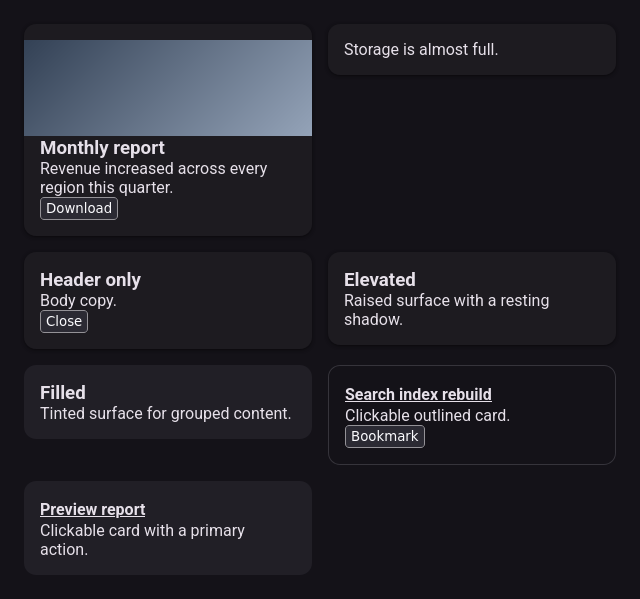 Monthly report
Revenue increased across every
region this quarter.
Download
Storage is almost full.
Header only
Body copy.
Close
Elevated
Raised surface with a resting
shadow.
Filled
Tinted surface for grouped content.
Search index rebuild
Clickable outlined card.
Bookmark
Preview report
Clickable card with a primary
action.